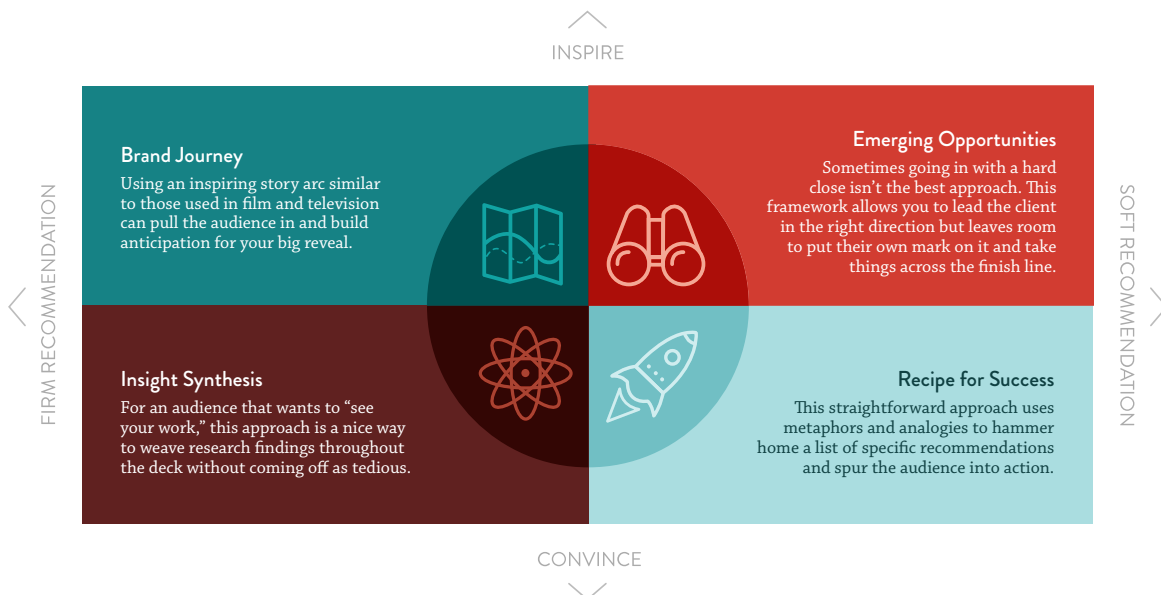 INSPIRE
FIRM RECOMMENDATION
Brand Journey
Using an inspiring story arc similar
to those used in film and television
can pull the audience in and build
anticipation for your big reveal.
Emerging Opportunities
Sometimes going in with a hard
close isn’t the best approach. This
framework allows you to lead the client
in the right direction but leaves room
to put their own mark on it and take
things across the finish line.
SOFT RECOMMENDATION
Insight Synthesis
For an audience that wants to “see
your work,” this approach is a nice way
to weave research findings throughout
the deck without coming off as tedious.
Recipe for Success
This straightforward approach uses
metaphors and analogies to hammer
home a list of specific recommendations
and spur the audience into action.
CONVINCE